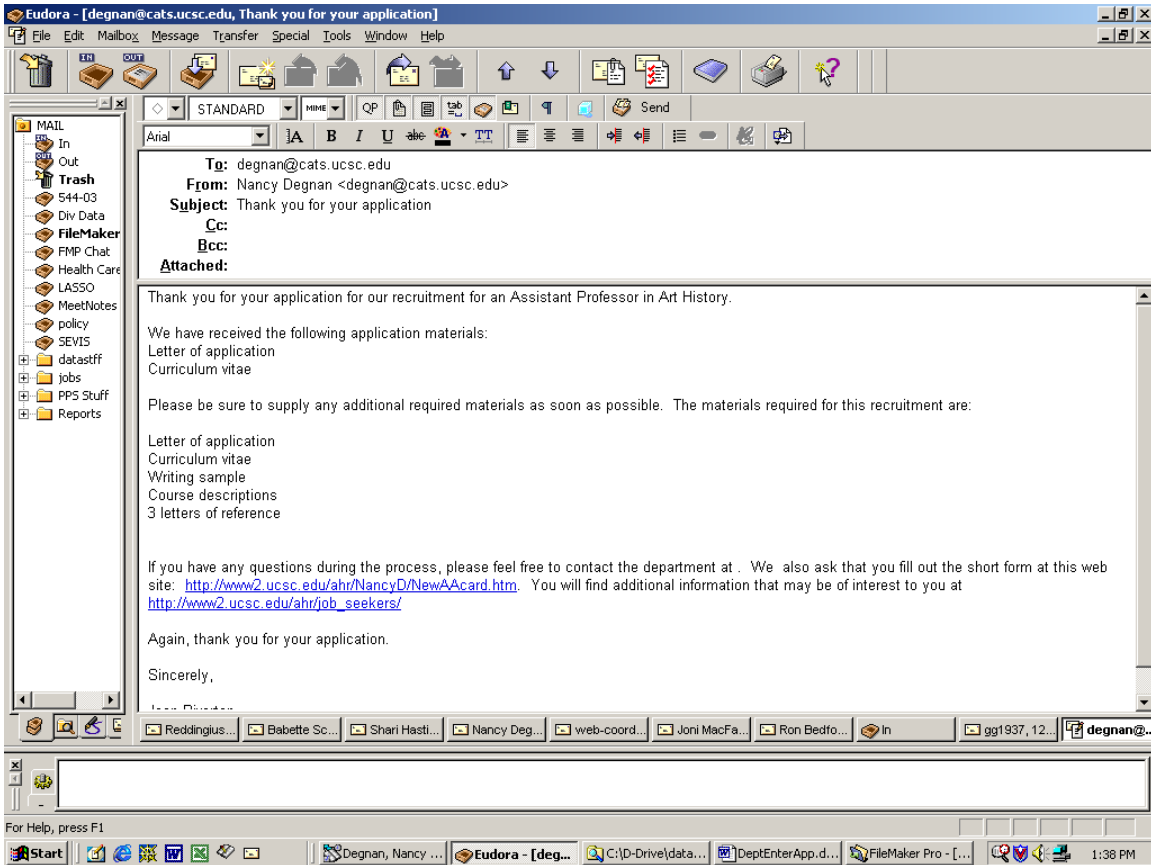 Eudora - [degnan@cats.ucsc.edu, Thank you for your application]
File Edit Mailbox Message Transfer Special Tools Window Help
IN OUT
STANDARD MIME QP tab Send
Arial A B I U abc A TT
MAIL
In
Out
Trash
544-03
Div Data
FileMaker
FMP Chat
Health Care
LASSO
MeetNotes
policy
SEVIS
datastff
jobs
PPS Stuff
Reports
To: degnan@cats.ucsc.edu
From: Nancy Degnan <degnan@cats.ucsc.edu>
Subject: Thank you for your application
Cc:
Bcc:
Attached:
Thank you for your application for our recruitment for an Assistant Professor in Art History.
We have received the following application materials:
Letter of application
Curriculum vitae
Please be sure to supply any additional required materials as soon as possible. The materials required for this recruitment are:
Letter of application
Curriculum vitae
Writing sample
Course descriptions
3 letters of reference
If you have any questions during the process, please feel free to contact the department at . We also ask that you fill out the short form at this web
site: http://www2.ucsc.edu/ahr/NancyD/NewAAcard.htm. You will find additional information that may be of interest to you at
http://www2.ucsc.edu/ahr/job_seekers/
Again, thank you for your application.
Sincerely,
Reddingius... Babette Sc... Shari Hasti... Nancy Deg... web-coord... Joni MacFa... Ron Bedfo... In gg1937, 12... degnan@...
For Help, press F1
Start Degnan, Nancy ... Eudora - [deg... C:\D-Drive\data... DeptEnterApp.d... FileMaker Pro - [... 1:38 PM